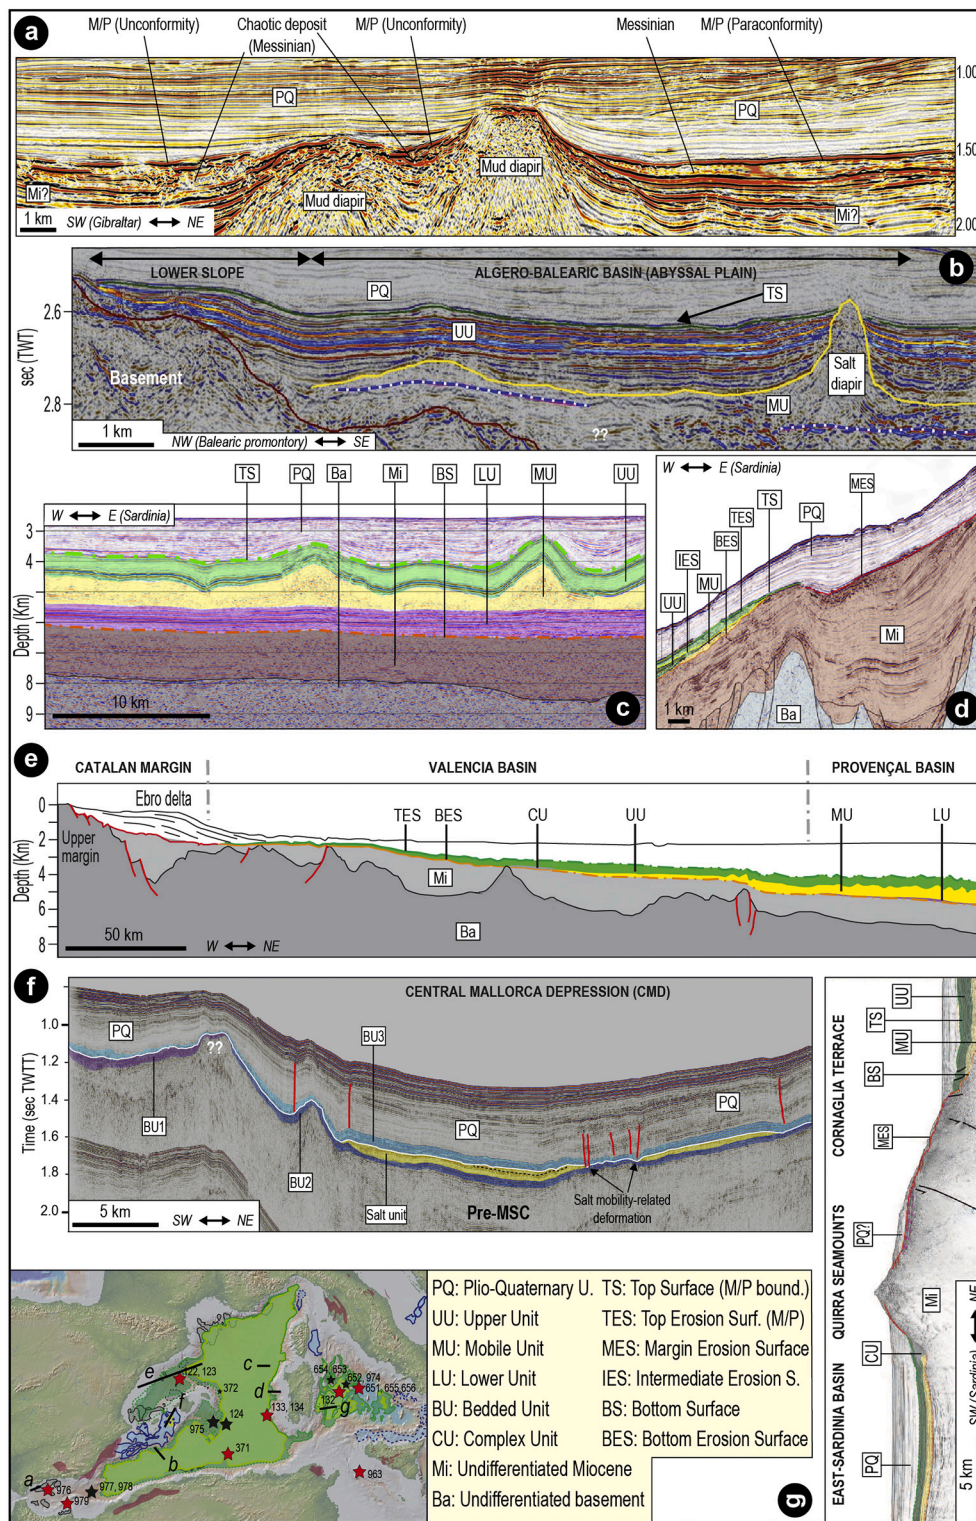 a
M/P (Unconformity)
Chaotic deposit
(Messinian)
M/P (Unconformity)
Messinian
M/P (Paraconformity)
PQ
PQ
1.00
1.50
2.00
Mud diapir
Mud diapir
Mi?
Mi?
1 km
SW (Gibraltar)
NE
b
LOWER SLOPE
ALGERO-BALEARIC BASIN (ABYSSAL PLAIN)
PQ
TS
UU
2.6
2.8
sec (TWT)
Basement
Salt
diapir
MU
??
1 km
NW (Balearic promontory)
SE
TS
PQ
Ba
Mi
BS
LU
MU
UU
W
E (Sardinia)
3
4
8
9
Depth (Km)
10 km
c
W
E (Sardinia)
MES
TS
PQ
TES
BES
IES
MU
UU
Mi
Ba
1 km
d
e
CATALAN MARGIN
VALENCIA BASIN
PROVENÇAL BASIN
Ebro delta
Upper
margin
TES
BES
CU
UU
MU
LU
0
2
4
6
8
Depth (Km)
Mi
Ba
50 km
W
NE
f
CENTRAL MALLORCA DEPRESSION (CMD)
PQ
??
BU3
BU1
PQ
PQ
BU2
Salt unit
Salt mobility-related
deformation
Pre-MSC
1.0
1.2
1.4
1.6
1.8
2.0
Time (sec TWTT)
5 km
SW
NE
UU
TS
MU
BS
CORNAGLIA TERRACE
MES
PQ?
QUIRRA SEAMOUNTS
Mi
CU
EAST-SARDINIA BASIN
PQ
NE
SW (Sardinia)
5 km
g
e
122, 123
372
f
c
d
654, 653
652, 974
651, 655, 656
132
g
133, 134
124
975
371
b
963
a
976
977, 978
979
PQ: Plio-Quaternary U.
TS: Top Surface (M/P bound.)
UU: Upper Unit
TES: Top Erosion Surf. (M/P)
MU: Mobile Unit
MES: Margin Erosion Surface
LU: Lower Unit
IES: Intermediate Erosion S.
BU: Bedded Unit
BS: Bottom Surface
CU: Complex Unit
BES: Bottom Erosion Surface
Mi: Undifferentiated Miocene
Ba: Undifferentiated basement